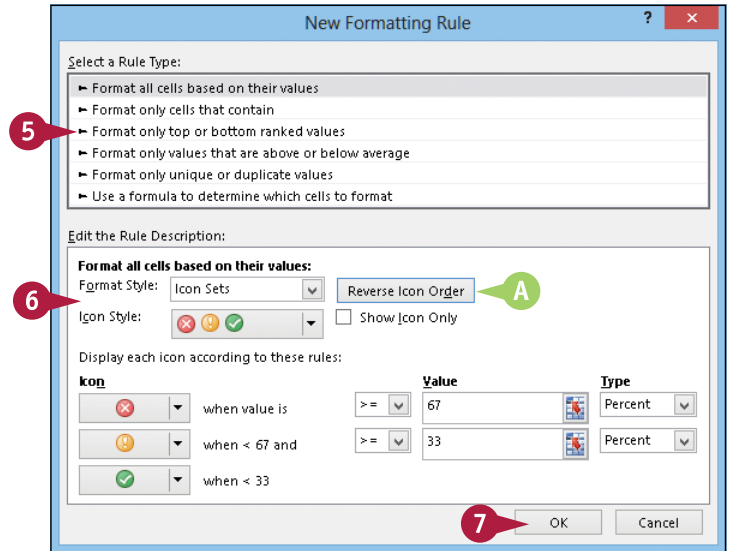 New Formatting Rule ? ×
Select a Rule Type:
► Format all cells based on their values
► Format only cells that contain
5 ► Format only top or bottom ranked values
► Format only values that are above or below average
► Format only unique or duplicate values
► Use a formula to determine which cells to format
Edit the Rule Description:
Format all cells based on their values:
6 Format Style: Icon Sets Reverse Icon Order A
Icon Style: Show Icon Only
Display each icon according to these rules:
Icon Value Type
when value is >= 67 Percent
when < 67 and >= 33 Percent
when < 33
7 OK Cancel